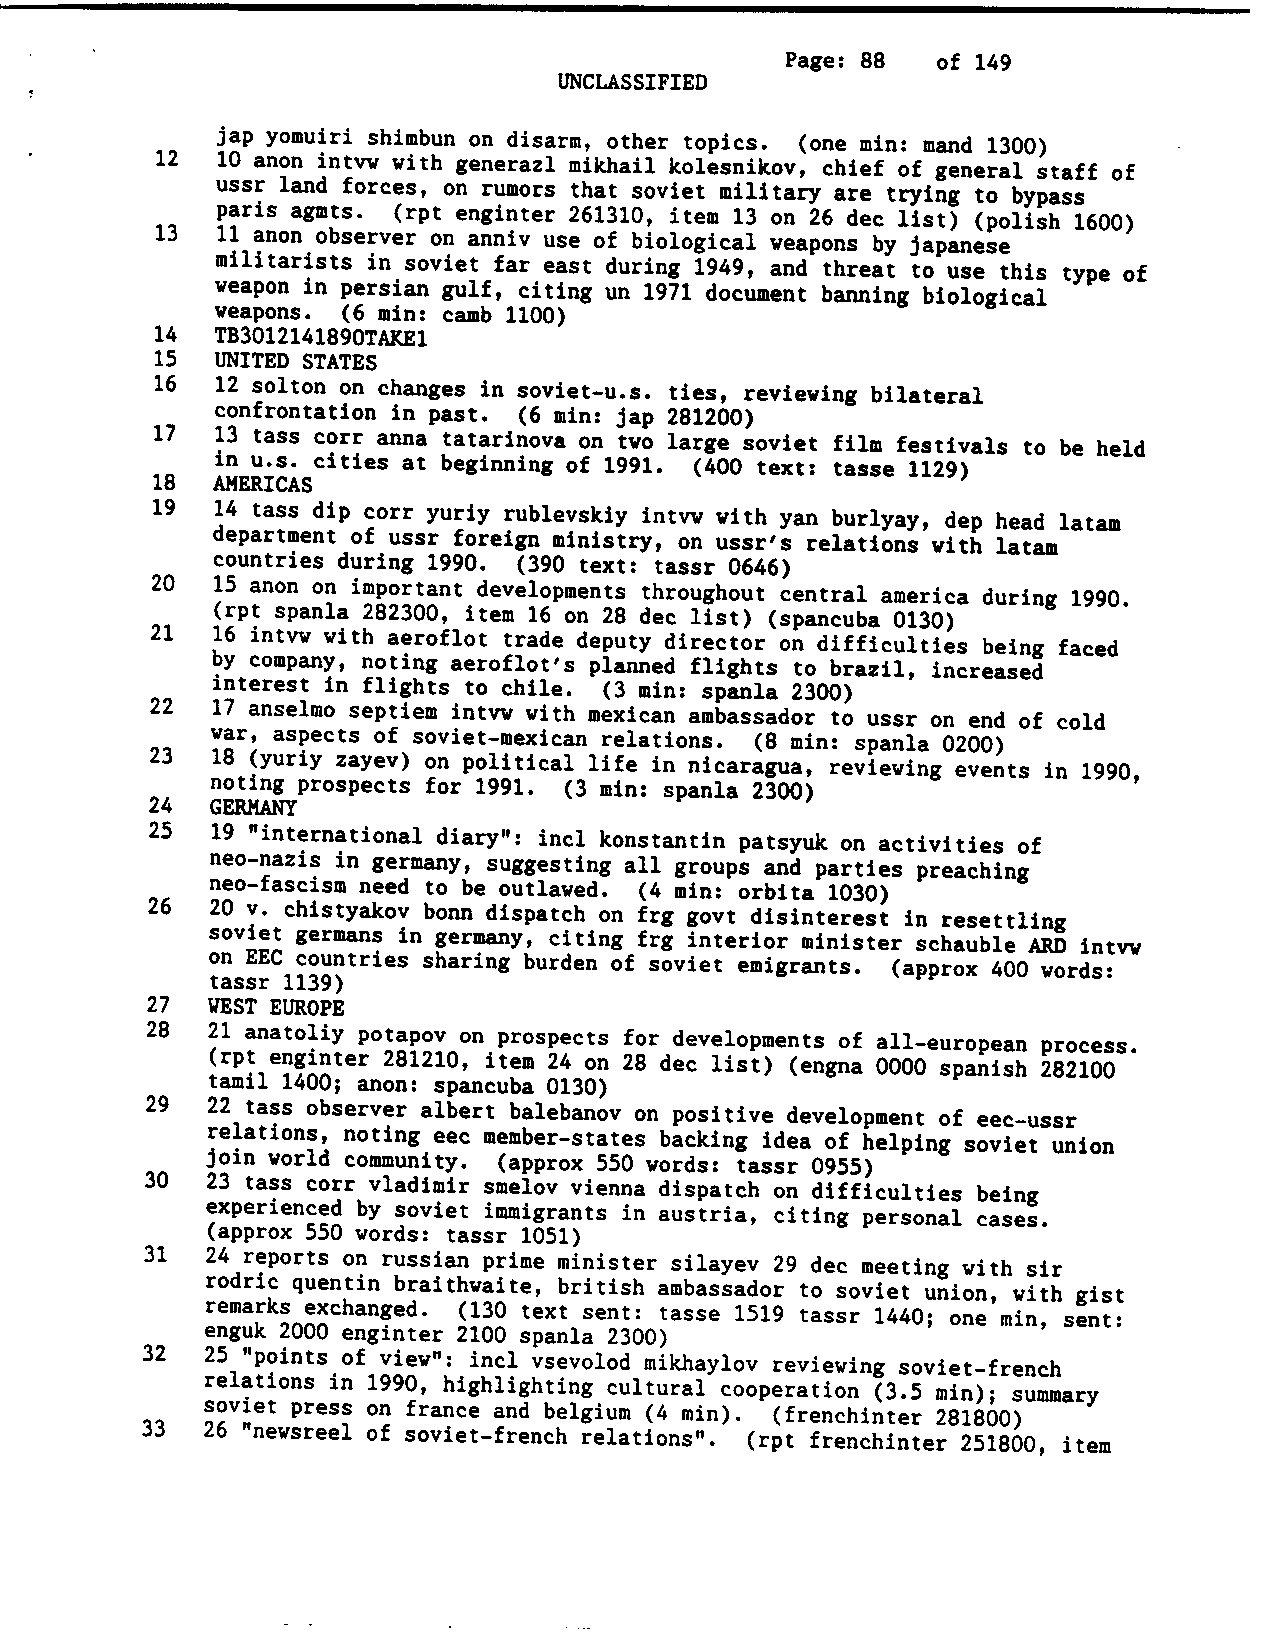 Page: 88 of 149
UNCLASSIFIED
jap yomuiri shimbun on disarm, other topics. (one min: mand 1300)
12 10 anon intvw with generazl mikhail kolesnikov, chief of general staff of
ussr land forces, on rumors that soviet military are trying to bypass
paris agmts. (rpt enginter 261310, item 13 on 26 dec list) (polish 1600)
13 11 anon observer on anniv use of biological weapons by japanese
militarists in soviet far east during 1949, and threat to use this type of
weapon in persian gulf, citing un 1971 document banning biological
weapons. (6 min: camb 1100)
14 TB3012141890TAKE1
15 UNITED STATES
16 12 solton on changes in soviet-u.s. ties, reviewing bilateral
confrontation in past. (6 min: jap 281200)
17 13 tass corr anna tatarinova on two large soviet film festivals to be held
in u.s. cities at beginning of 1991. (400 text: tasse 1129)
18 AMERICAS
19 14 tass dip corr yuriy rublevskiy intvw with yan burlyay, dep head latam
department of ussr foreign ministry, on ussr's relations with latam
countries during 1990. (390 text: tassr 0646)
20 15 anon on important developments throughout central america during 1990.
(rpt spanla 282300, item 16 on 28 dec list) (spancuba 0130)
21 16 intvw with aeroflot trade deputy director on difficulties being faced
by company, noting aeroflot's planned flights to brazil, increased
interest in flights to chile. (3 min: spanla 2300)
22 17 anselmo septiem intvw with mexican ambassador to ussr on end of cold
war, aspects of soviet-mexican relations. (8 min: spanla 0200)
23 18 (yuriy zayev) on political life in nicaragua, reviewing events in 1990,
noting prospects for 1991. (3 min: spanla 2300)
24 GERMANY
25 19 "international diary": incl konstantin patsyuk on activities of
neo-nazis in germany, suggesting all groups and parties preaching
neo-fascism need to be outlawed. (4 min: orbita 1030)
26 20 v. chistyakov bonn dispatch on frg govt disinterest in resettling
soviet germans in germany, citing frg interior minister schauble ARD intvw
on EEC countries sharing burden of soviet emigrants. (approx 400 words:
tassr 1139)
27 WEST EUROPE
28 21 anatoliy potapov on prospects for developments of all-european process.
(rpt enginter 281210, item 24 on 28 dec list) (engna 0000 spanish 282100
tamil 1400; anon: spancuba 0130)
29 22 tass observer albert balebanov on positive development of eec-ussr
relations, noting eec member-states backing idea of helping soviet union
join world community. (approx 550 words: tassr 0955)
30 23 tass corr vladimir smelov vienna dispatch on difficulties being
experienced by soviet immigrants in austria, citing personal cases.
(approx 550 words: tassr 1051)
31 24 reports on russian prime minister silayev 29 dec meeting with sir
rodric quentin braithwaite, british ambassador to soviet union, with gist
remarks exchanged. (130 text sent: tasse 1519 tassr 1440; one min, sent:
enguk 2000 enginter 2100 spanla 2300)
32 25 "points of view": incl vsevolod mikhaylov reviewing soviet-french
relations in 1990, highlighting cultural cooperation (3.5 min); summary
soviet press on france and belgium (4 min). (frenchinter 281800)
33 26 "newsreel of soviet-french relations". (rpt frenchinter 251800, item